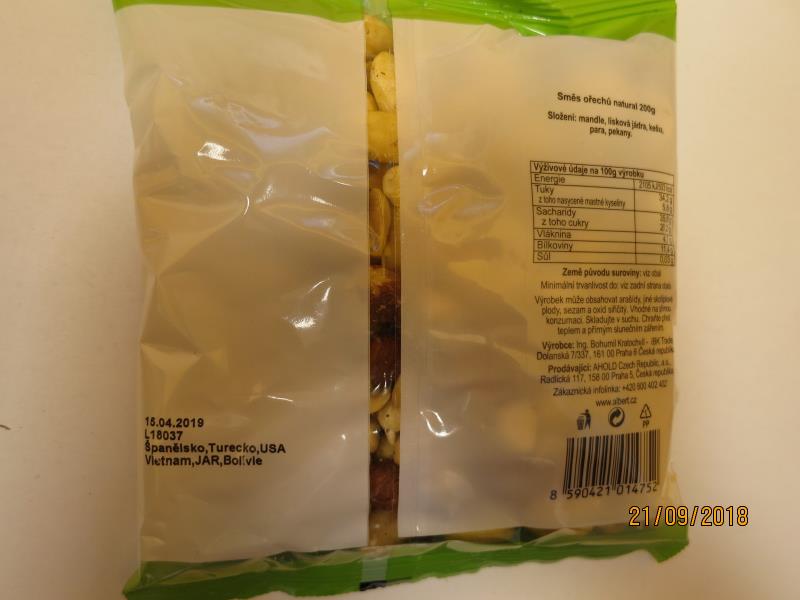 Směs ořechů natural 200g
Složení: mandle, lísková jádra, kešu,
para, pekany.
Výživové údaje na 100g výrobku
Energie 2105 kJ/503 kcal
Tuky
z toho nasycené mastné kyseliny
Sacharidy
z toho cukry
Vláknina
Bílkoviny
Sůl
Země původu suroviny: viz obal
Minimální trvanlivost do: viz zadní strana obalu
Výrobek může obsahovat arašídy, jiné skořápkové
plody, sezam a oxid siřičitý. Vhodné na přímou
konzumaci. Skladujte v suchu. Chraňte před
teplem a přímým slunečním zářením.
Výrobce: Ing. Bohumil Kratochvíl - IBK Trade
Dolanská 7/337, 161 00 Praha 6 Česká republika
Prodávající: AHOLD Czech Republic, a.s.,
Radlická 117, 158 00 Praha 5, Česká republika
Zákaznická infolinka: +420 800 402 402
www.albert.cz
PP
8 590421 014752
15.04.2019
L18037
Španělsko,Turecko,USA
Vietnam,JAR,Bolívie
21/09/2018